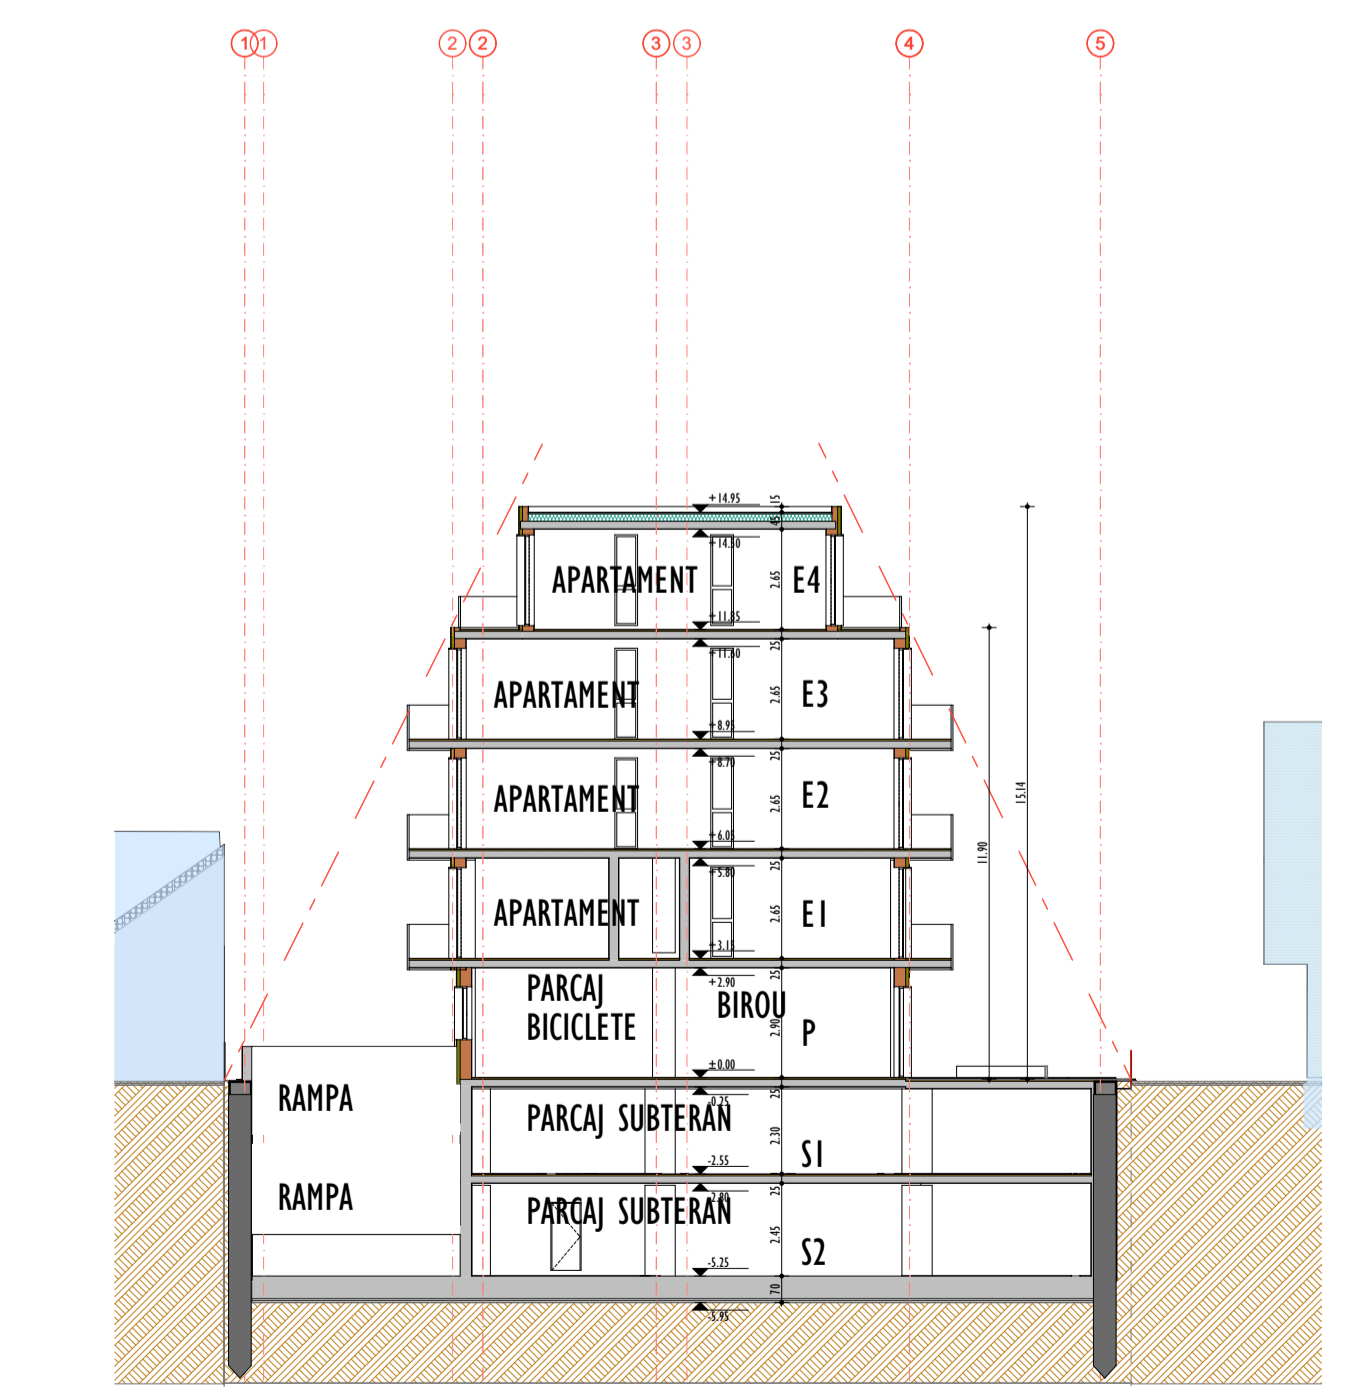 1 1 2 2 3 3 4 5
+14.95 15
45
+14.50
APARTAMENT 2.65 E4
+11.85
25
+11.60
APARTAMENT 2.65 E3
+8.95
25
+8.70
15.14
APARTAMENT 2.65 E2
+6.05
11.90
25
+5.80
APARTAMENT 2.65 E1
+3.15
25
+2.90
PARCAJ
BICICLETE
BIROU
2.90 P
±0.00
25
-0.25
RAMPA
PARCAJ SUBTERAN
2.30
S1
-2.55
25
-2.80
RAMPA
PARCAJ SUBTERAN
2.45
S2
-5.25
70
-5.95